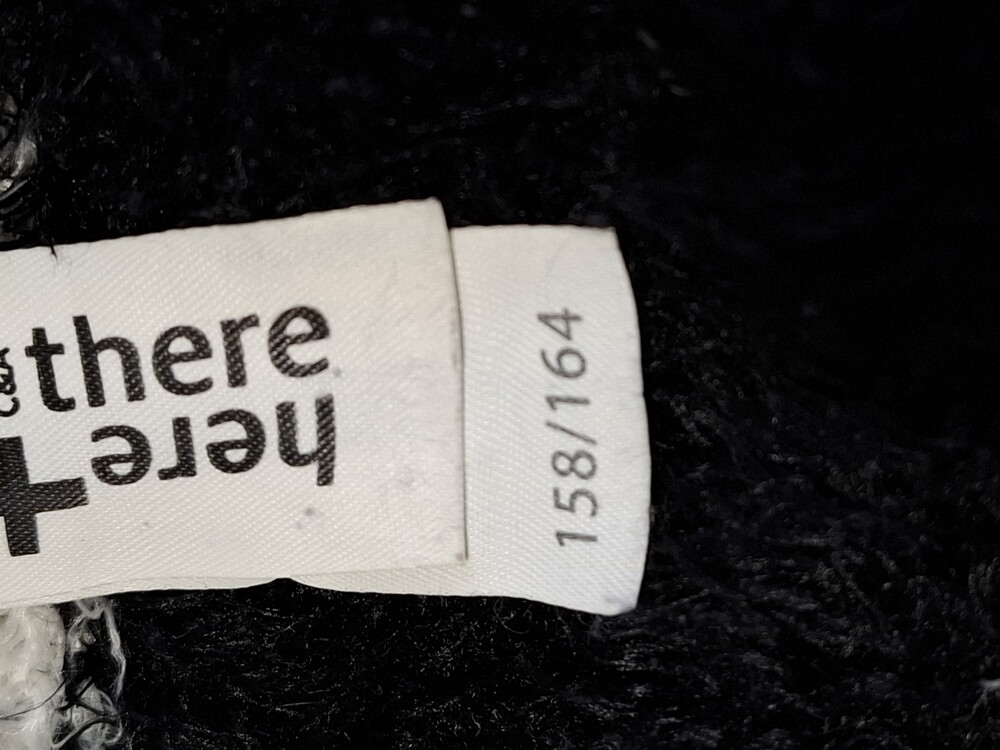 C&A
there
+
here
158/164